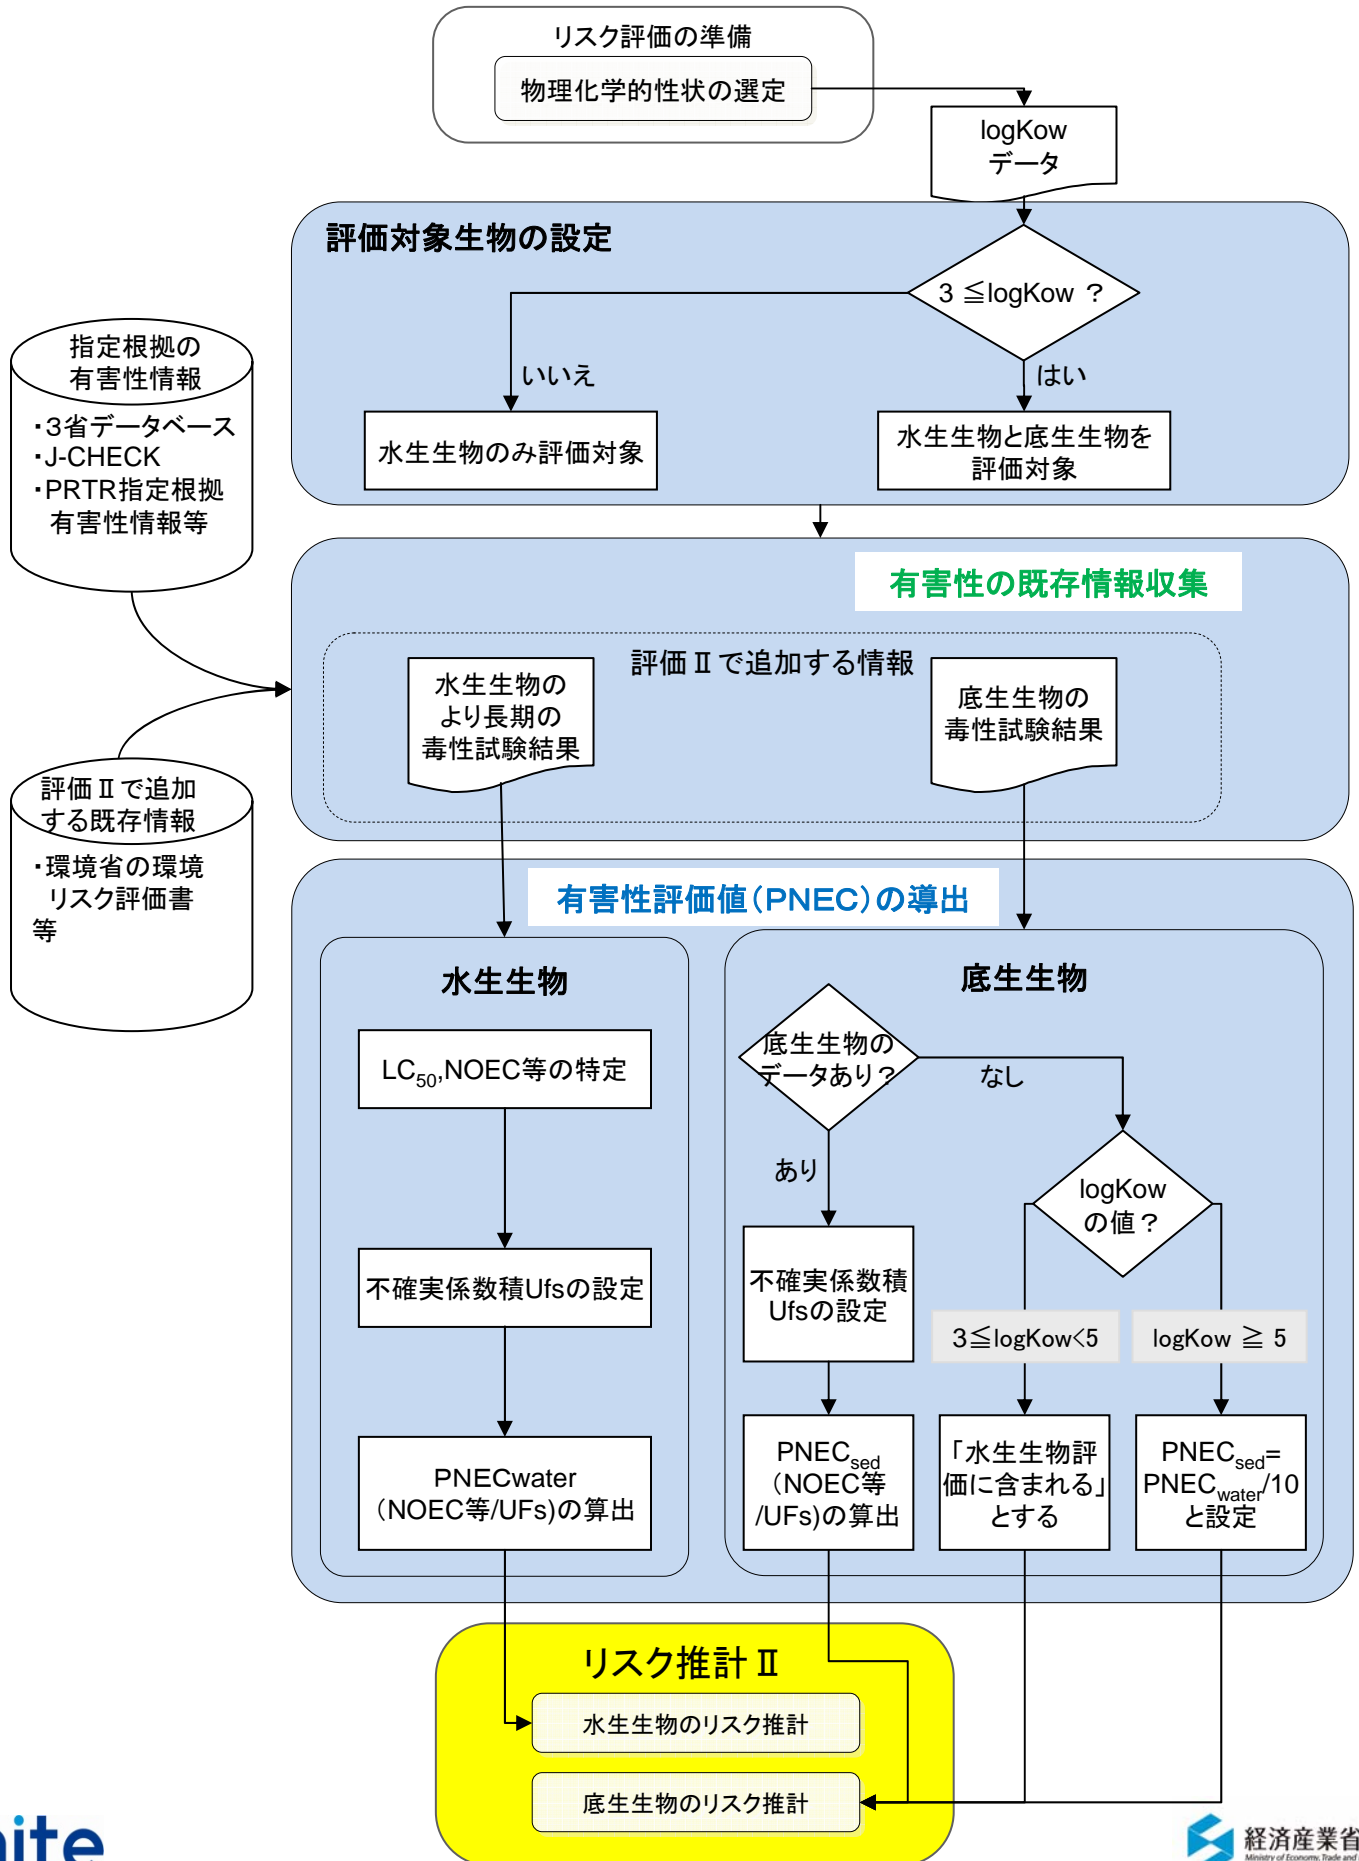 リスク評価の準備
物理化学的性状の選定
logKow
データ
評価対象生物の設定
3 ≦logKow ？
いいえ
はい
水生生物のみ評価対象
水生生物と底生生物を
評価対象
指定根拠の
有害性情報
・3省データベース
・J-CHECK
・PRTR指定根拠
有害性情報等
有害性の既存情報収集
評価Ⅱで追加する情報
水生生物の
より長期の
毒性試験結果
底生生物の
毒性試験結果
評価Ⅱで追加
する既存情報
・環境省の環境
リスク評価書
等
有害性評価値（PNEC）の導出
水生生物
LC50,NOEC等の特定
不確実係数積Ufsの設定
PNECwater
（NOEC等/UFs)の算出
底生生物
底生生物の
データあり？
なし
あり
logKow
の値？
不確実係数積
Ufsの設定
3≦logKow<5
logKow ≧ 5
PNECsed
（NOEC等
/UFs)の算出
「水生生物評
価に含まれる」
とする
PNECsed=
PNECwater/10
と設定
リスク推計Ⅱ
水生生物のリスク推計
底生生物のリスク推計
nite
経済産業省
Ministry of Economy, Trade and